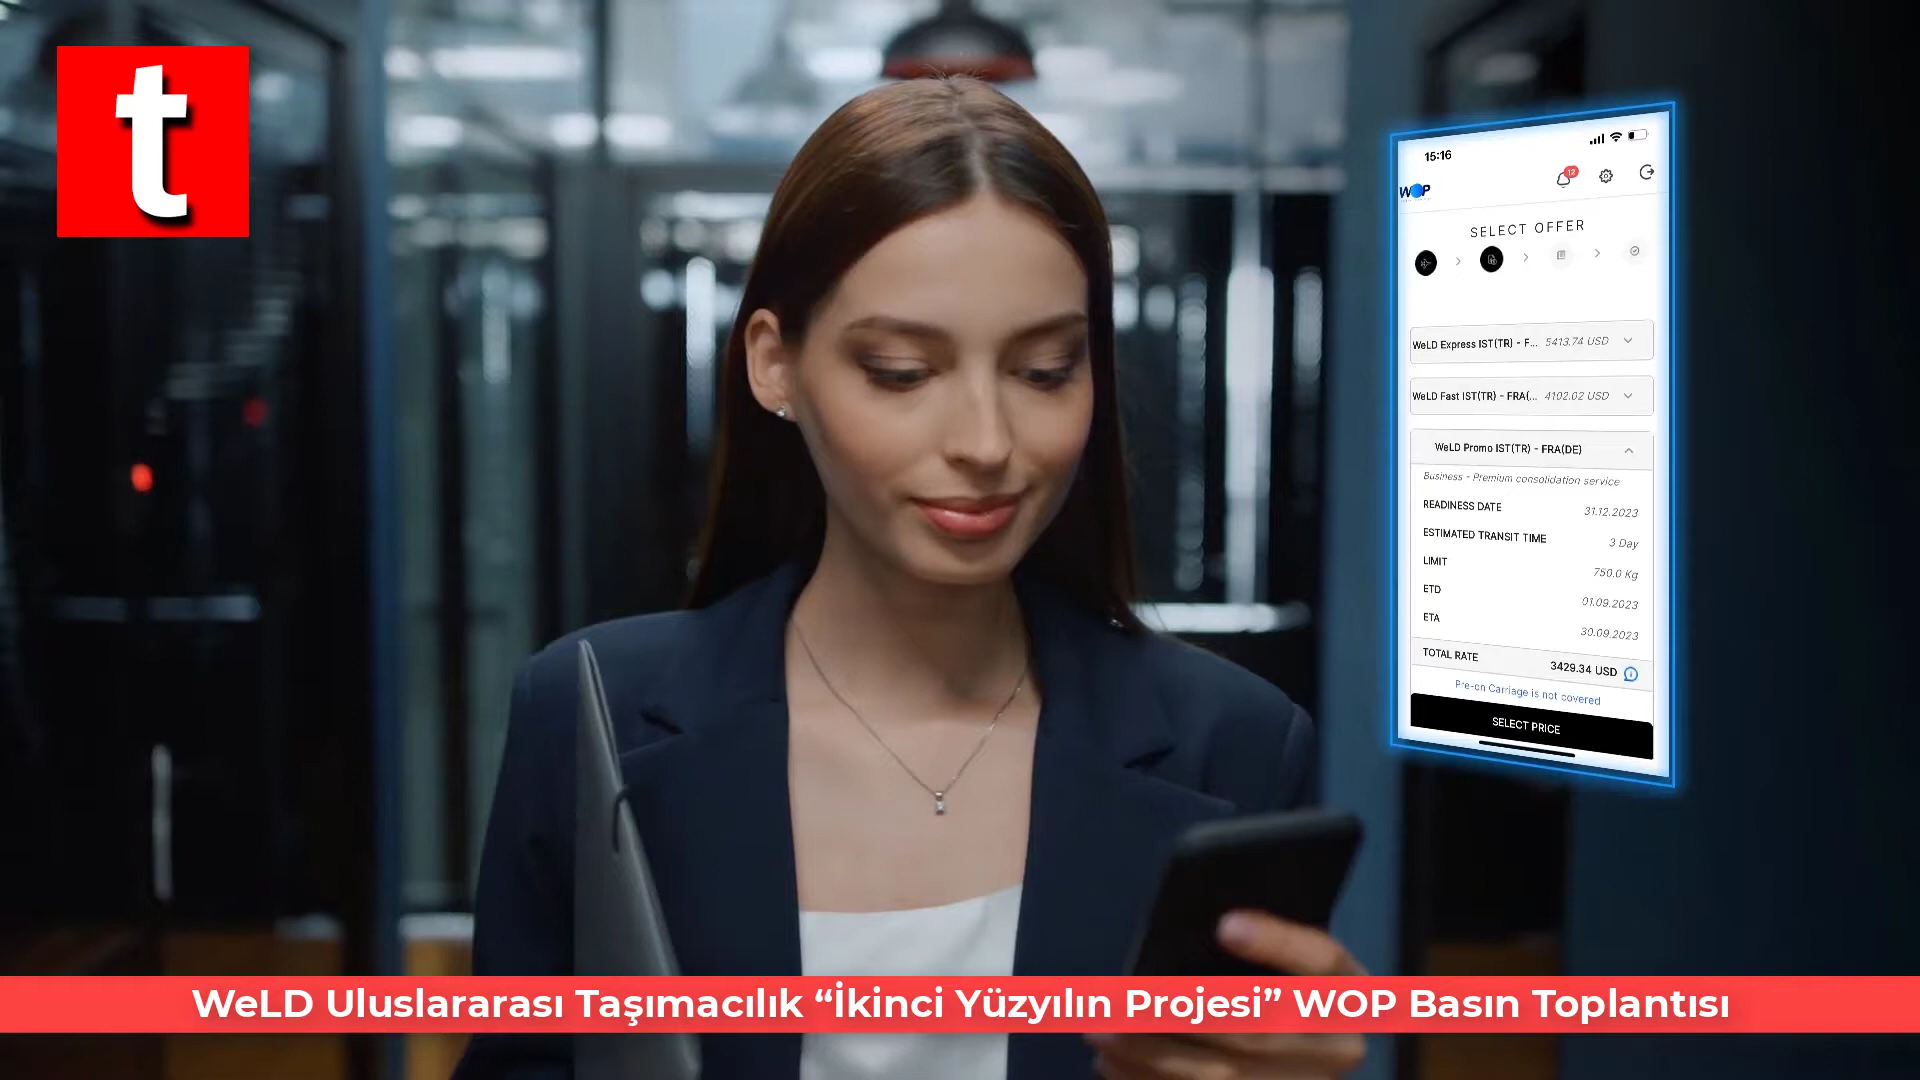 t
15:16
12
WOP
SELECT OFFER
WeLD Express IST(TR) - F... 5413.74 USD
WeLD Fast IST(TR) - FRA(... 4102.02 USD
WeLD Promo IST(TR) - FRA(DE)
Business - Premium consolidation service
READINESS DATE 31.12.2023
ESTIMATED TRANSIT TIME 3 Day
LIMIT 750.0 Kg
ETD 01.09.2023
ETA 30.09.2023
TOTAL RATE 3429.34 USD
Pre-on Carriage is not covered
SELECT PRICE
WeLD Uluslararası Taşımacılık “İkinci Yüzyılın Projesi” WOP Basın Toplantısı